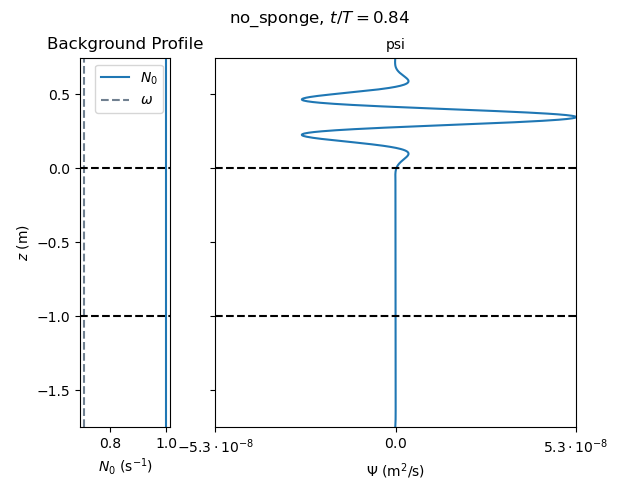 no_sponge, t/T = 0.84
Background Profile
psi
N₀
ω
0.5
0.0
−0.5
−1.0
−1.5
z (m)
0.8
1.0
N₀ (s⁻¹)
−5.3 · 10⁻⁸
0.0
5.3 · 10⁻⁸
Ψ (m²/s)